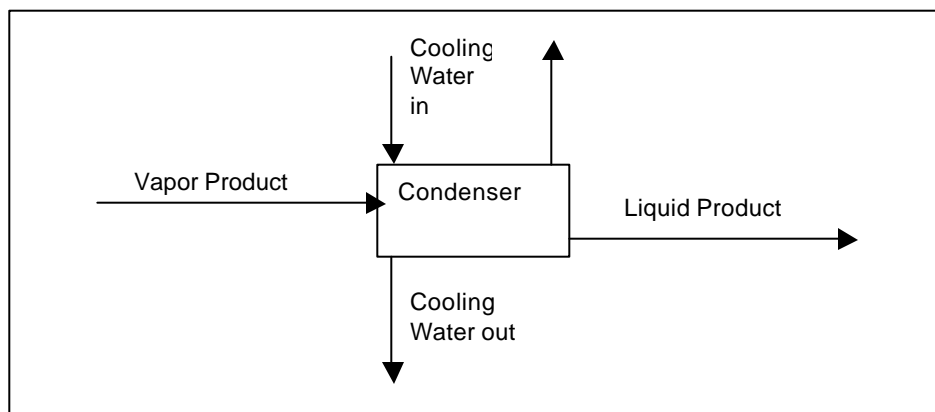 Cooling
Water
in
Vapor Product
Condenser
Liquid Product
Cooling
Water out